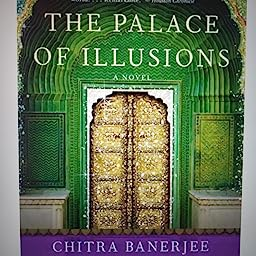 THE PALACE
OF ILLUSIONS
A NOVEL
CHITRA BANERJEE